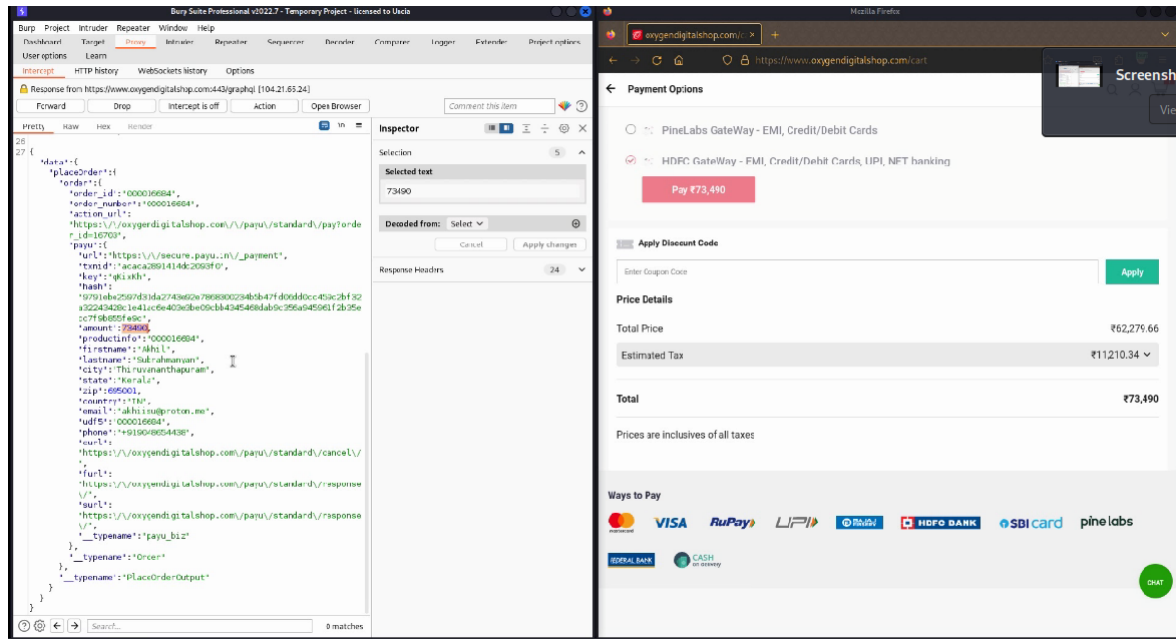 Burp Suite Professional v2022.7 - Temporary Project - licensed to Uscia
Burp Project Intruder Repeater Window Help
Dashboard Target Proxy Intruder Repeater Sequencer Decoder Comparer Logger Extender Project options
User options Learn
Intercept HTTP history WebSockets history Options
Response from https://www.oxygendigitalshop.com:443/graphql [104.21.65.24]
Forward Drop Intercept is off Action Open Browser Comment this item
Pretty Raw Hex Render
26
27 {
"data":{
"placeOrder":{
"order":{
"order_id":"000016684",
"order_number":"000016684",
"action_url":
"https:\/\/oxygendigitalshop.com\/\/payu\/standard\/pay?orde
r_id=16703",
"payu":{
"url":"https:\/\/secure.payu.in\/_payment",
"txnid":"acaca2891414dc2093f0",
"key":"qKixKh",
"hash":
"amount":73490,
"productinfo":"000016684",
"firstname":"Akhil",
"lastname":"Subrahmanyan",
"city":"Thiruvananthapuram",
"state":"Kerala",
"zip":695001,
"country":"IN",
"email":"akhiisu@proton.me",
"udf5":"000016684",
"phone":"+919048654438",
"curl":
"https:\/\/oxygendigitalshop.com\/payu\/standard\/cancel\/
",
"furl":
"https:\/\/oxygendigitalshop.com\/payu\/standard\/response
\/",
"surl":
"https:\/\/oxygendigitalshop.com\/payu\/standard\/response
\/",
"__typename":"payu_biz"
},
"__typename":"Order"
},
"__typename":"PlaceOrderOutput"
}
}
}
Search...
0 matches
Inspector
Selection 5
Selected text
73490
Decoded from: Select
Cancel Apply changes
Response Headers 24
Mozilla Firefox
oxygendigitalshop.com/c
https://www.oxygendigitalshop.com/cart
Screensh
Vie
Payment Options
PineLabs GateWay - EMI, Credit/Debit Cards
HDFC GateWay - EMI, Credit/Debit Cards, UPI, NET banking
Pay ₹73,490
Apply Discount Code
Enter Coupon Code
Apply
Price Details
Total Price ₹62,279.66
Estimated Tax ₹11,210.34
Total ₹73,490
Prices are inclusives of all taxes
Ways to Pay
mastercard VISA RuPay UPI BAJAJ HDFC BANK SBI card pine labs
FEDERAL BANK CASH on delivery
CHAT